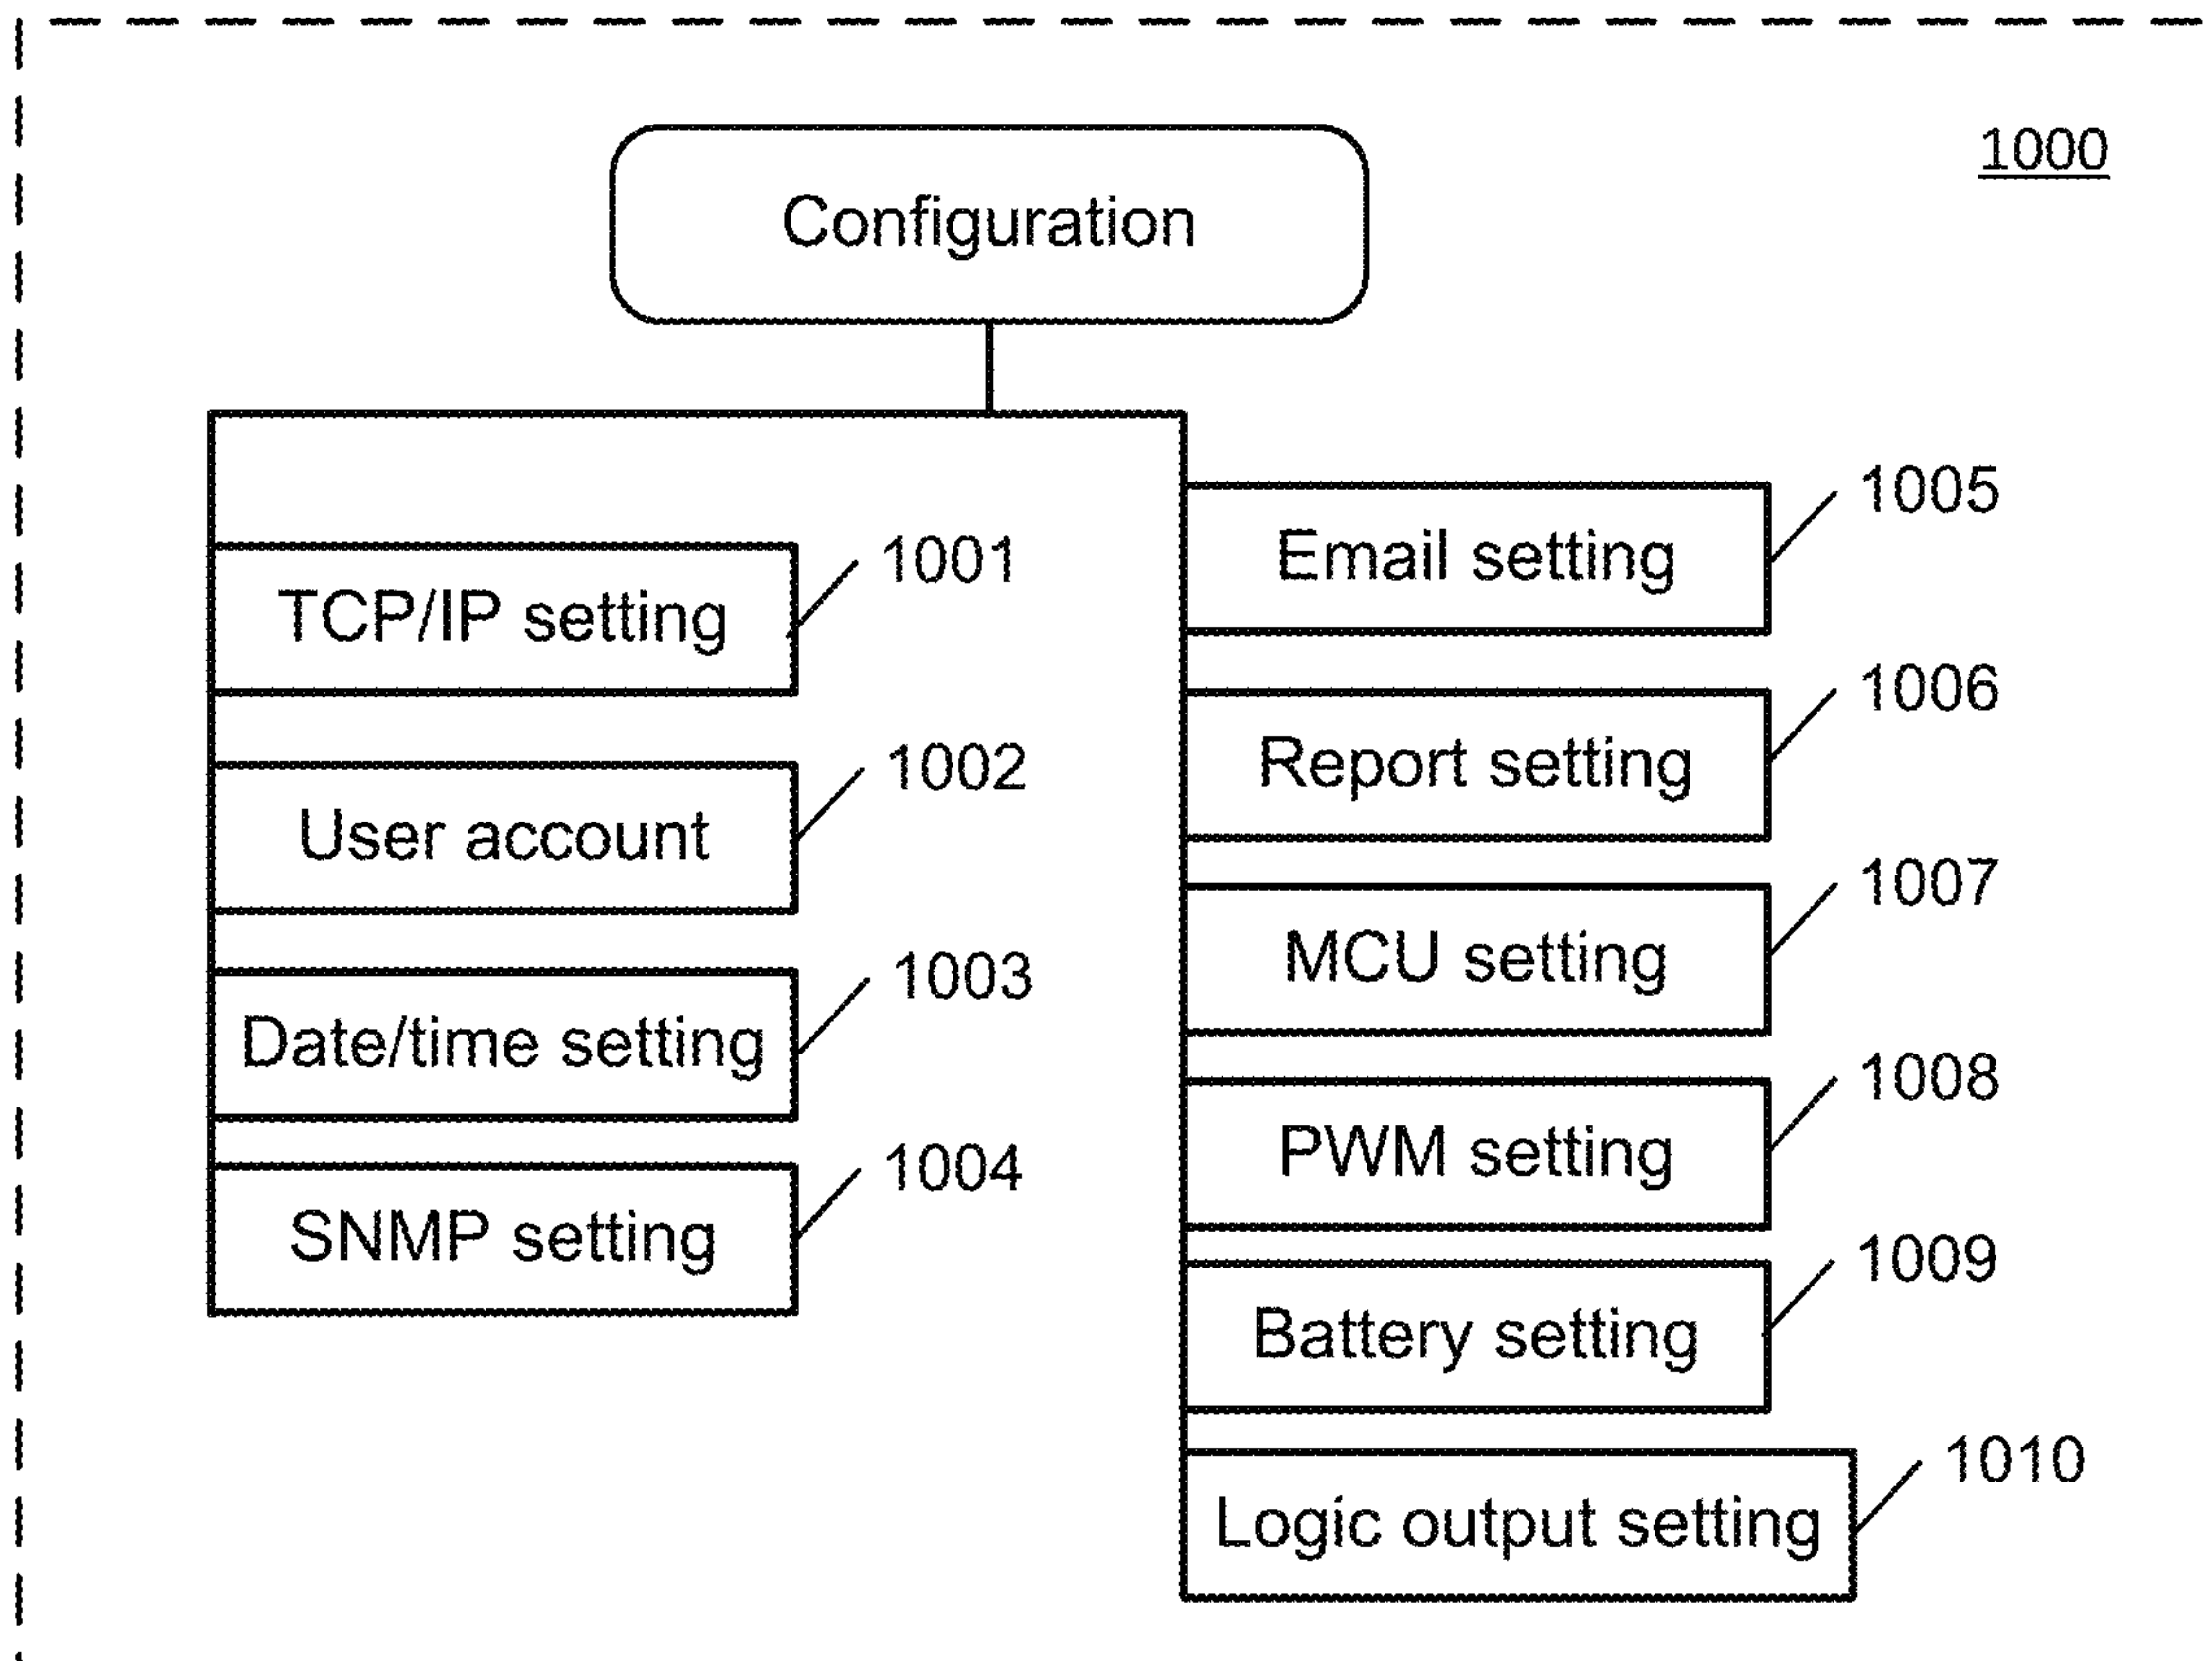 1000
Configuration
TCP/IP setting
1001
User account
1002
Date/time setting
1003
SNMP setting
1004
Email setting
1005
Report setting
1006
MCU setting
1007
PWM setting
1008
Battery setting
1009
Logic output setting
1010